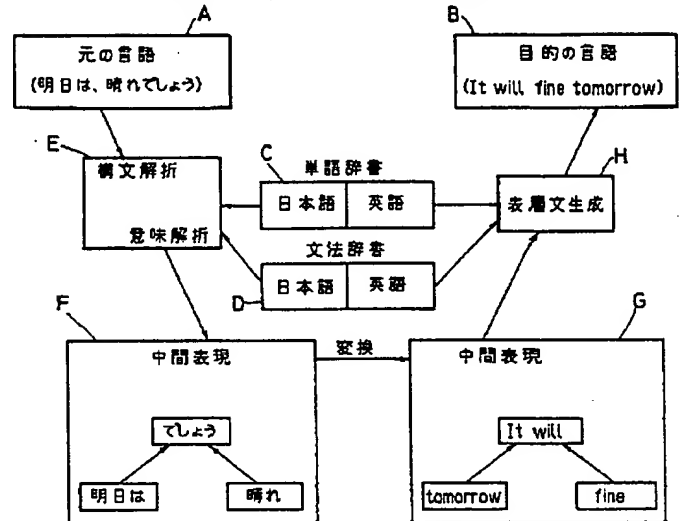 A
元の言語
(明日は、晴れでしょう)
B
目的の言語
(It will fine tomorrow)
E
構文解析
意味解析
C
単語辞書
日本語 英語
文法辞書
D
日本語 英語
H
表層文生成
F
中間表現
でしょう
明日は 晴れ
変換
G
中間表現
It will
tomorrow fine